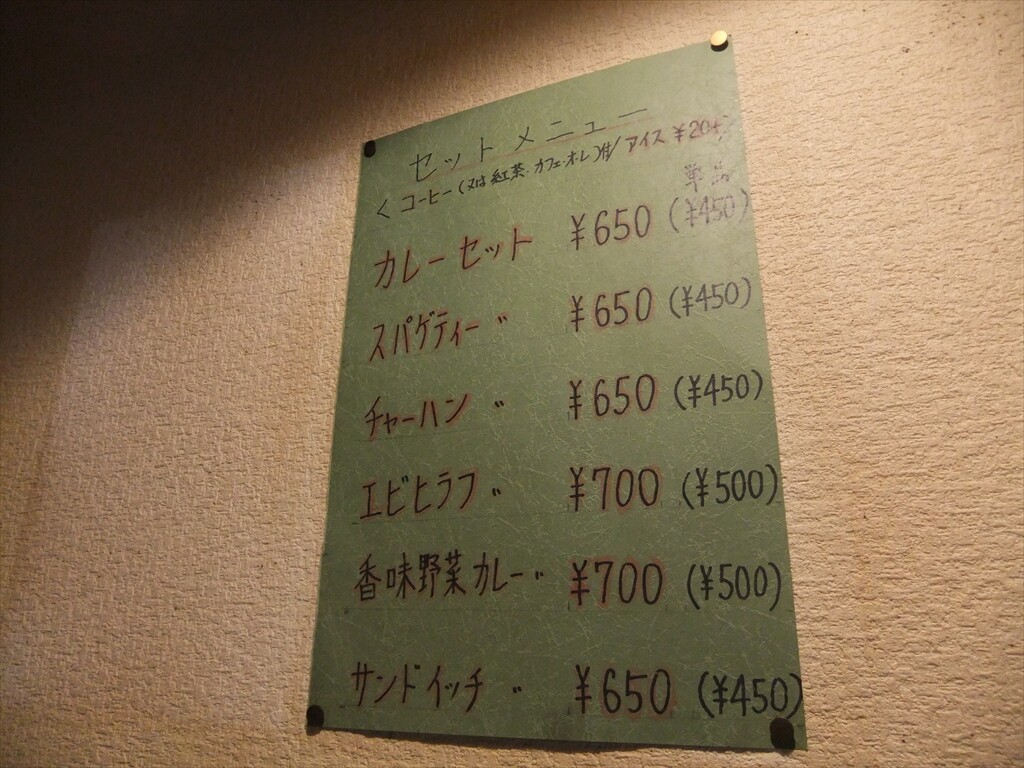 セットメニュー
< コーヒー(又は紅茶・カフェ・オ・レ)付/アイス ¥20
単品
カレーセット ¥650 (¥450)
スパゲティー 〃 ¥650 (¥450)
チャーハン 〃 ¥650 (¥450)
エビピラフ 〃 ¥700 (¥500)
香味野菜カレー 〃 ¥700 (¥500)
サンドイッチ 〃 ¥650 (¥450)